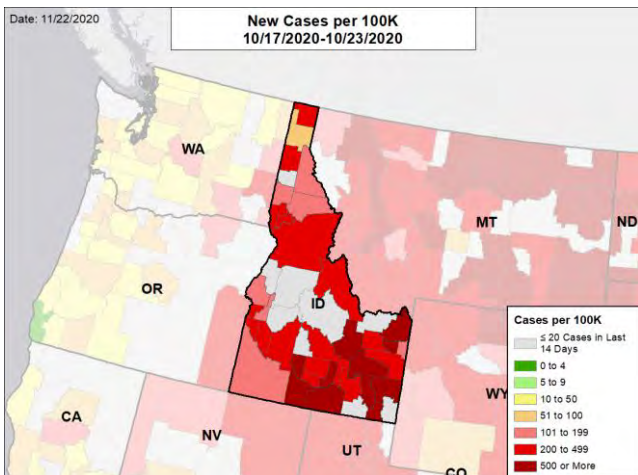 Date: 11/22/2020
New Cases per 100K
10/17/2020-10/23/2020
WA
MT
ND
OR
ID
WY
CA
NV
UT
CO
Cases per 100K
≤ 20 Cases in Last
14 Days
0 to 4
5 to 9
10 to 50
51 to 100
101 to 199
200 to 499
500 or More